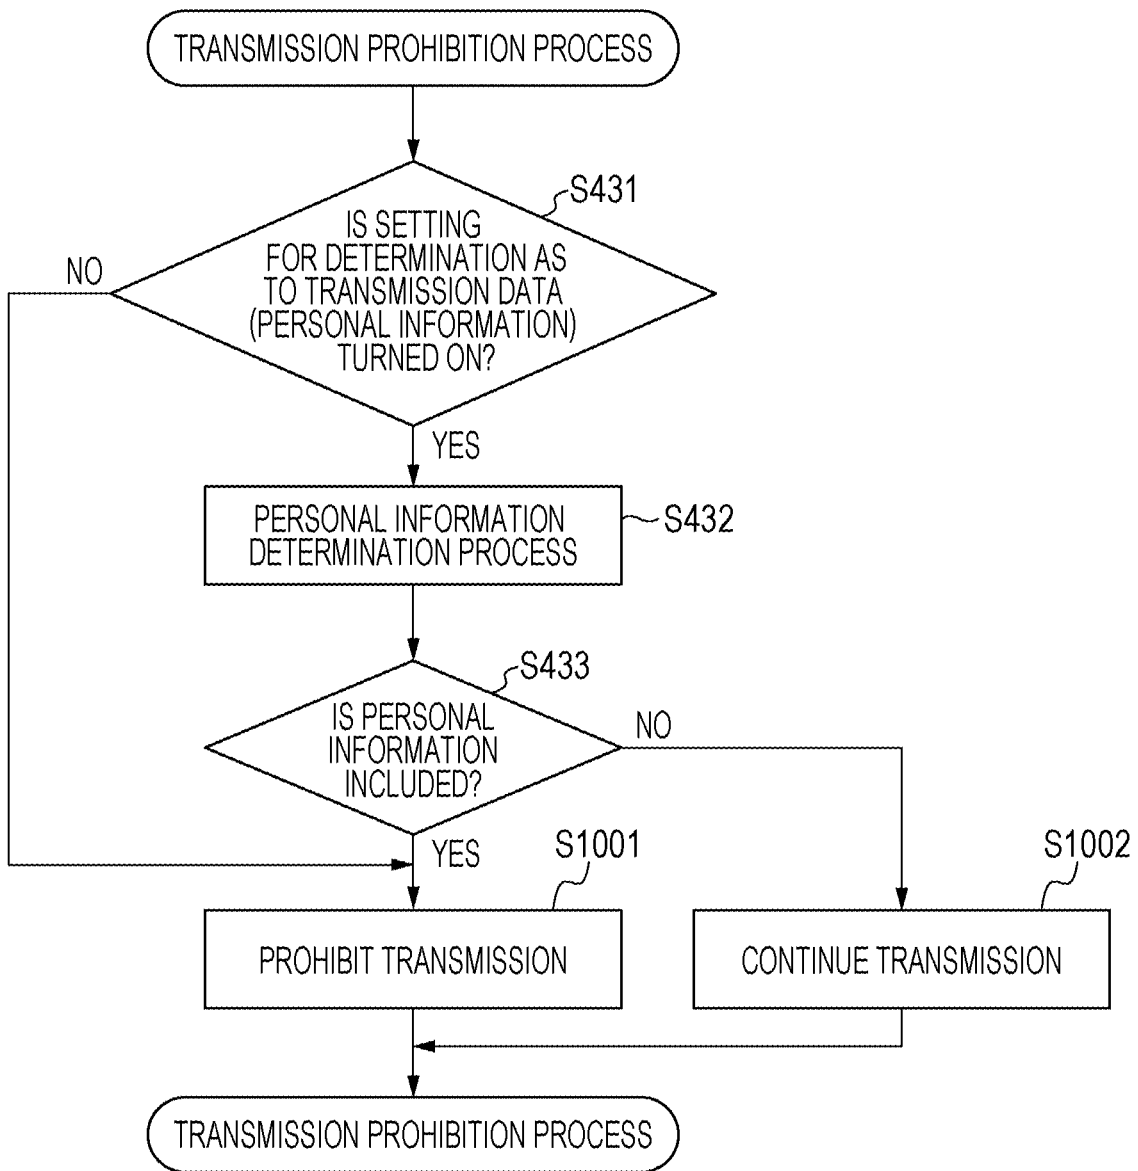 TRANSMISSION PROHIBITION PROCESS
S431
IS SETTING
FOR DETERMINATION AS
TO TRANSMISSION DATA
(PERSONAL INFORMATION)
TURNED ON?
NO
YES
PERSONAL INFORMATION
DETERMINATION PROCESS
S432
S433
IS PERSONAL
INFORMATION
INCLUDED?
NO
YES
S1001
S1002
PROHIBIT TRANSMISSION
CONTINUE TRANSMISSION
TRANSMISSION PROHIBITION PROCESS